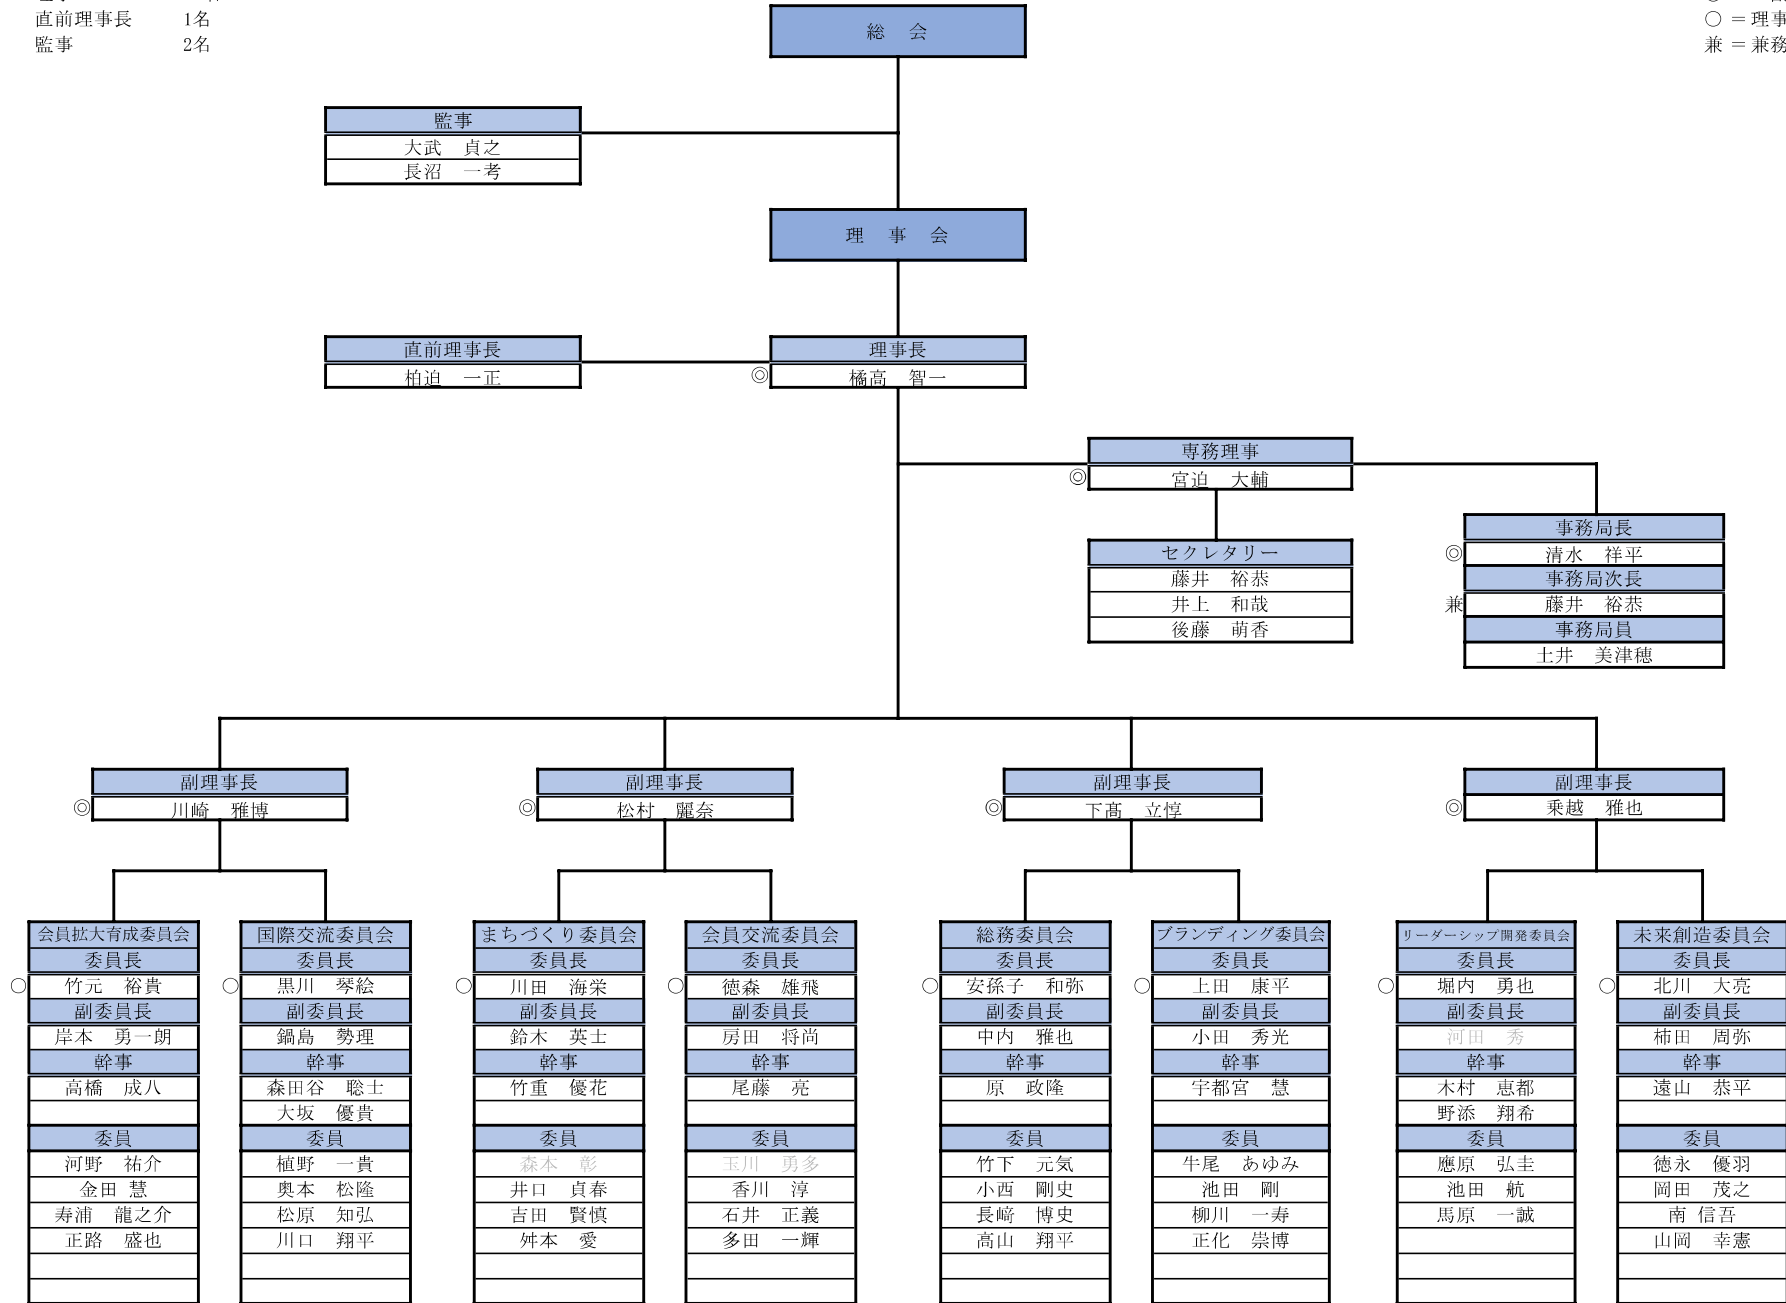 直前理事長 1名
監事 2名
○ ＝理事
兼 ＝兼務
総 会
監事
大武 貞之
長沼 一考
理 事 会
直前理事長
柏迫 一正
理事長
◎ 橘高 智一
専務理事
◎ 宮迫 大輔
セクレタリー
藤井 裕恭
井上 和哉
後藤 萌香
事務局長
◎ 清水 祥平
事務局次長
兼 藤井 裕恭
事務局員
土井 美津穂
副理事長
◎ 川崎 雅博
副理事長
◎ 松村 麗奈
副理事長
◎ 下髙 立惇
副理事長
◎ 乗越 雅也
会員拡大育成委員会
委員長
○ 竹元 裕貴
副委員長
岸本 勇一朗
幹事
高橋 成八
委員
河野 祐介
金田 慧
寿浦 龍之介
正路 盛也
国際交流委員会
委員長
○ 黒川 琴絵
副委員長
鍋島 勢理
幹事
森田谷 聡士
大坂 優貴
委員
植野 一貴
奥本 松隆
松原 知弘
川口 翔平
まちづくり委員会
委員長
○ 川田 海栄
副委員長
鈴木 英士
幹事
竹重 優花
委員
森本 彰
井口 貞春
吉田 賢慎
舛本 愛
会員交流委員会
委員長
○ 徳森 雄飛
副委員長
房田 将尚
幹事
尾藤 亮
委員
玉川 勇多
香川 淳
石井 正義
多田 一輝
総務委員会
委員長
○ 安孫子 和弥
副委員長
中内 雅也
幹事
原 政隆
委員
竹下 元気
小西 剛史
長﨑 博史
高山 翔平
ブランディング委員会
委員長
○ 上田 康平
副委員長
小田 秀光
幹事
宇都宮 慧
委員
牛尾 あゆみ
池田 剛
柳川 一寿
正化 崇博
リーダーシップ開発委員会
委員長
○ 堀内 勇也
副委員長
河田 秀
幹事
木村 恵都
野添 翔希
委員
應原 弘圭
池田 航
馬原 一誠
未来創造委員会
委員長
○ 北川 大亮
副委員長
柿田 周弥
幹事
遠山 恭平
委員
徳永 優羽
岡田 茂之
南 信吾
山岡 幸憲